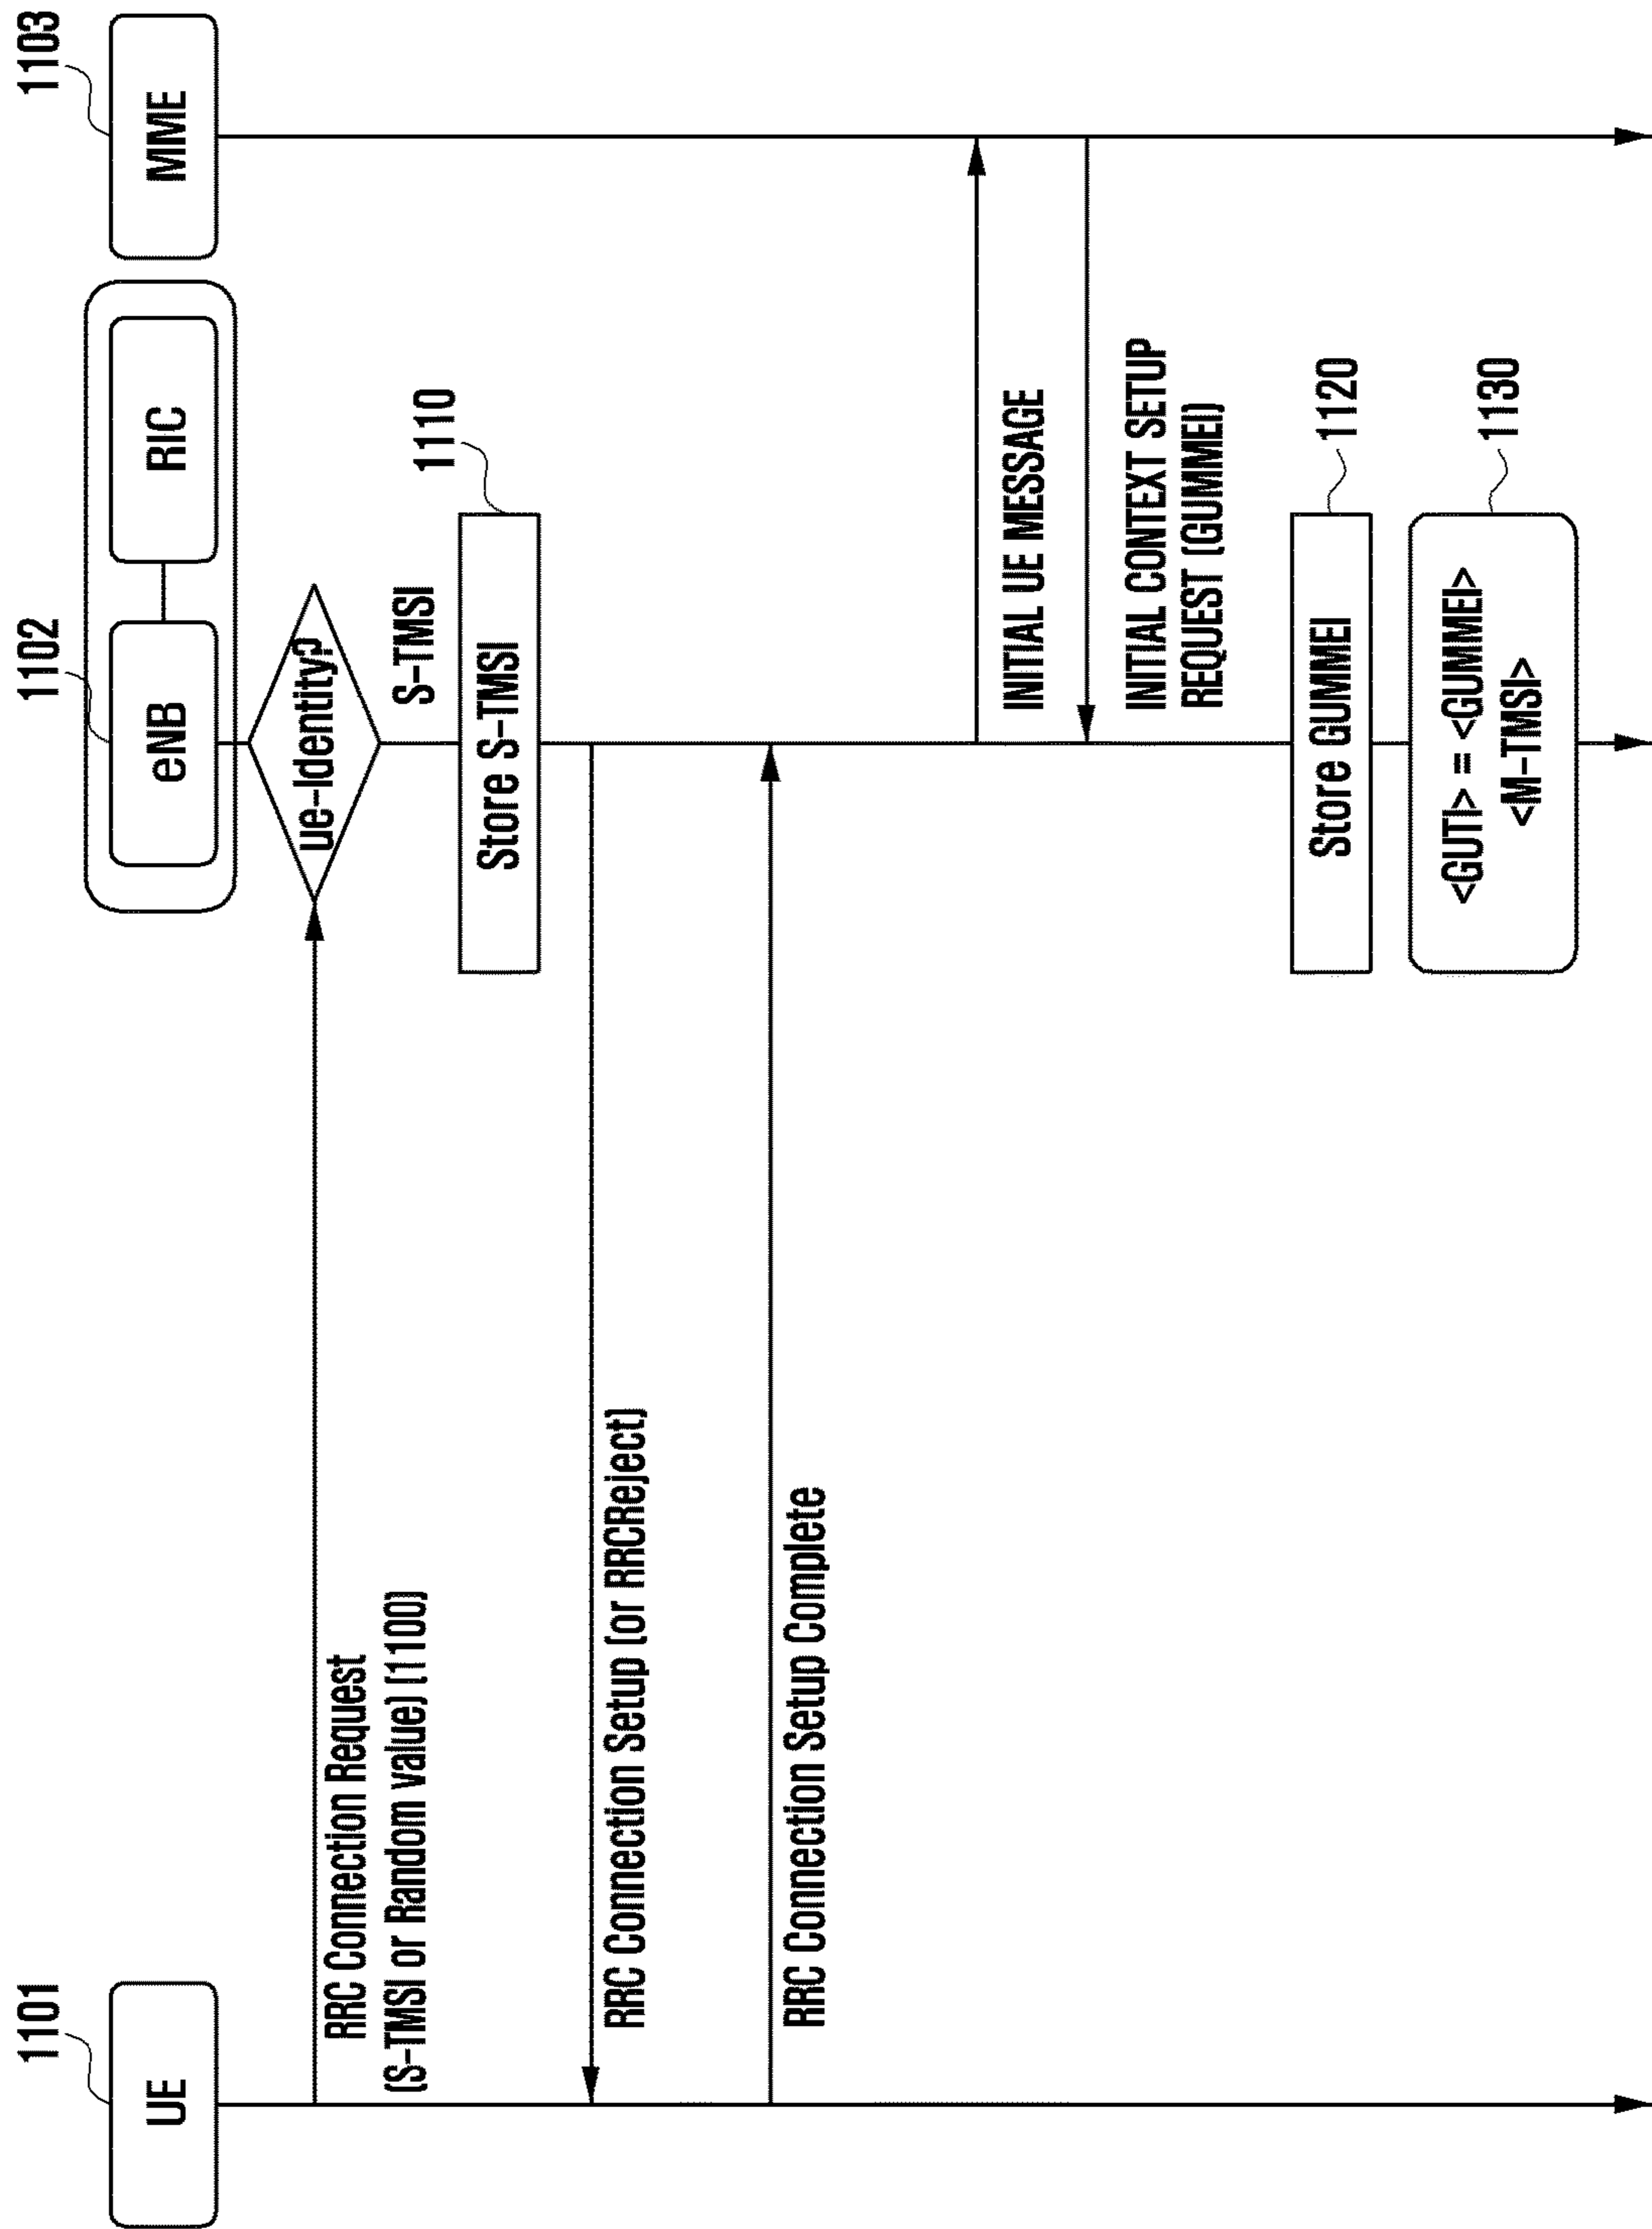 1101
1102
1103
UE
eNB
RIC
MME
ue-Identity?
RRC Connection Request
(S-TMSI or Random value) (1100)
S-TMSI
1110
Store S-TMSI
RRC Connection Setup (or RRCReject)
RRC Connection Setup Complete
INITIAL UE MESSAGE
INITIAL CONTEXT SETUP
REQUEST (GUMMEI)
Store GUMMEI
1120
<GUTI> = <GUMMEI>
<M-TMSI>
1130